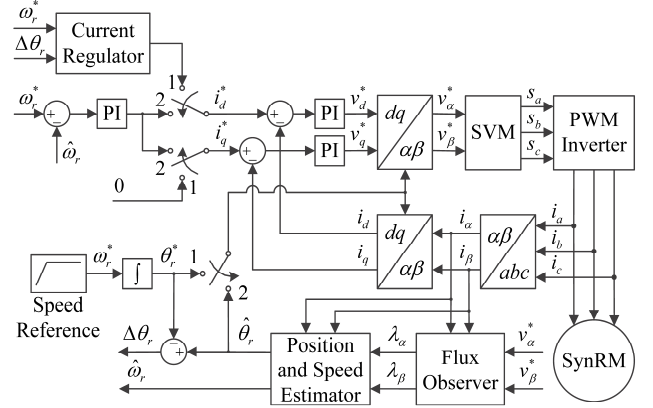 ω*r
Δθr
Current
Regulator
1
2
ω*r
+
−
PI
ω̂r
i*d
i*q
2
1
0
+
−
+
−
PI
PI
v*d
v*q
dq
αβ
v*α
v*β
SVM
sa
sb
sc
PWM
Inverter
id
iq
dq
αβ
iα
iβ
αβ
abc
ia
ib
ic
Speed
Reference
ω*r
∫
θ*r
1
2
Δθr
−
+
θ̂r
ω̂r
Position
and Speed
Estimator
λα
λβ
Flux
Observer
v*α
v*β
SynRM